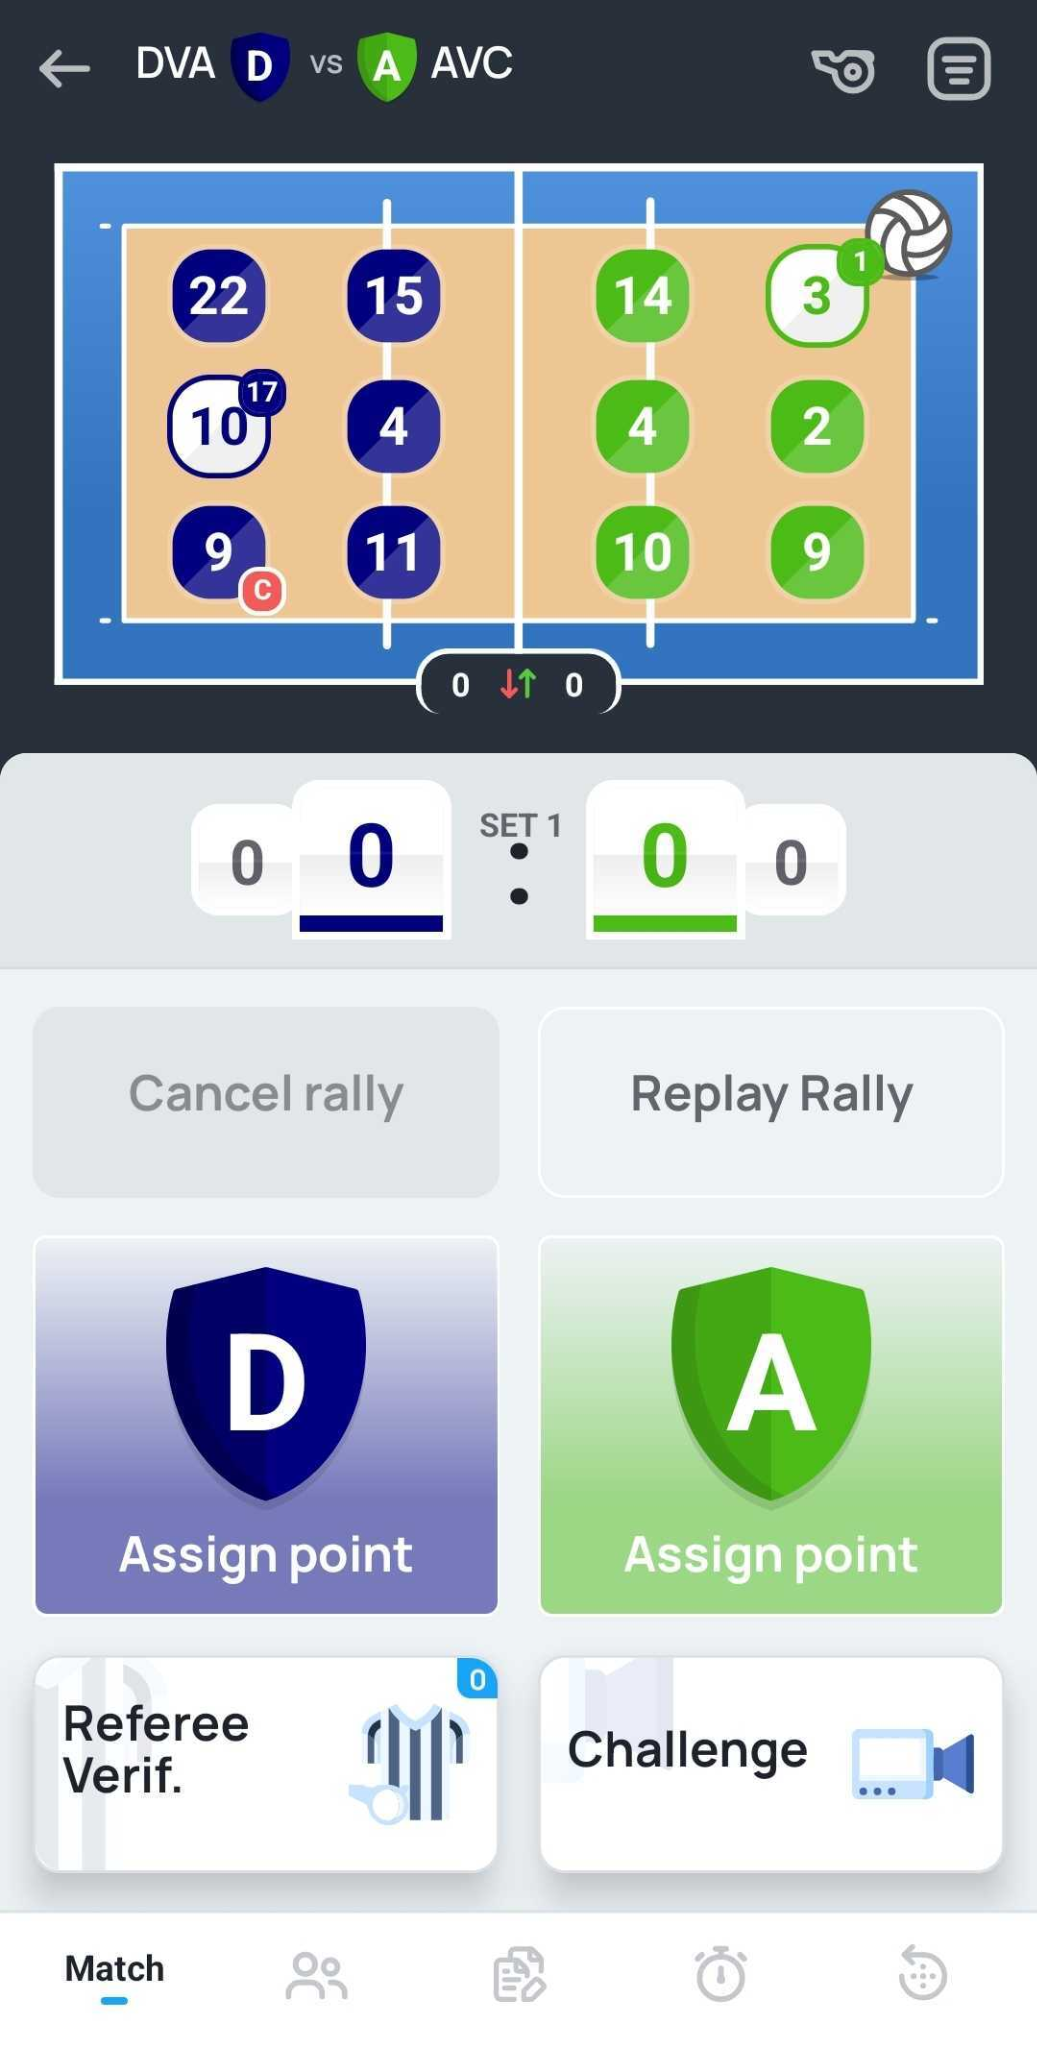 DVA D vs A AVC
22 15 14 3 1
10 17 4 4 2
9 C 11 10 9
0 0
SET 1
0 0 : 0 0
Cancel rally
Replay Rally
D
Assign point
A
Assign point
Referee
Verif.
0
Challenge
Match